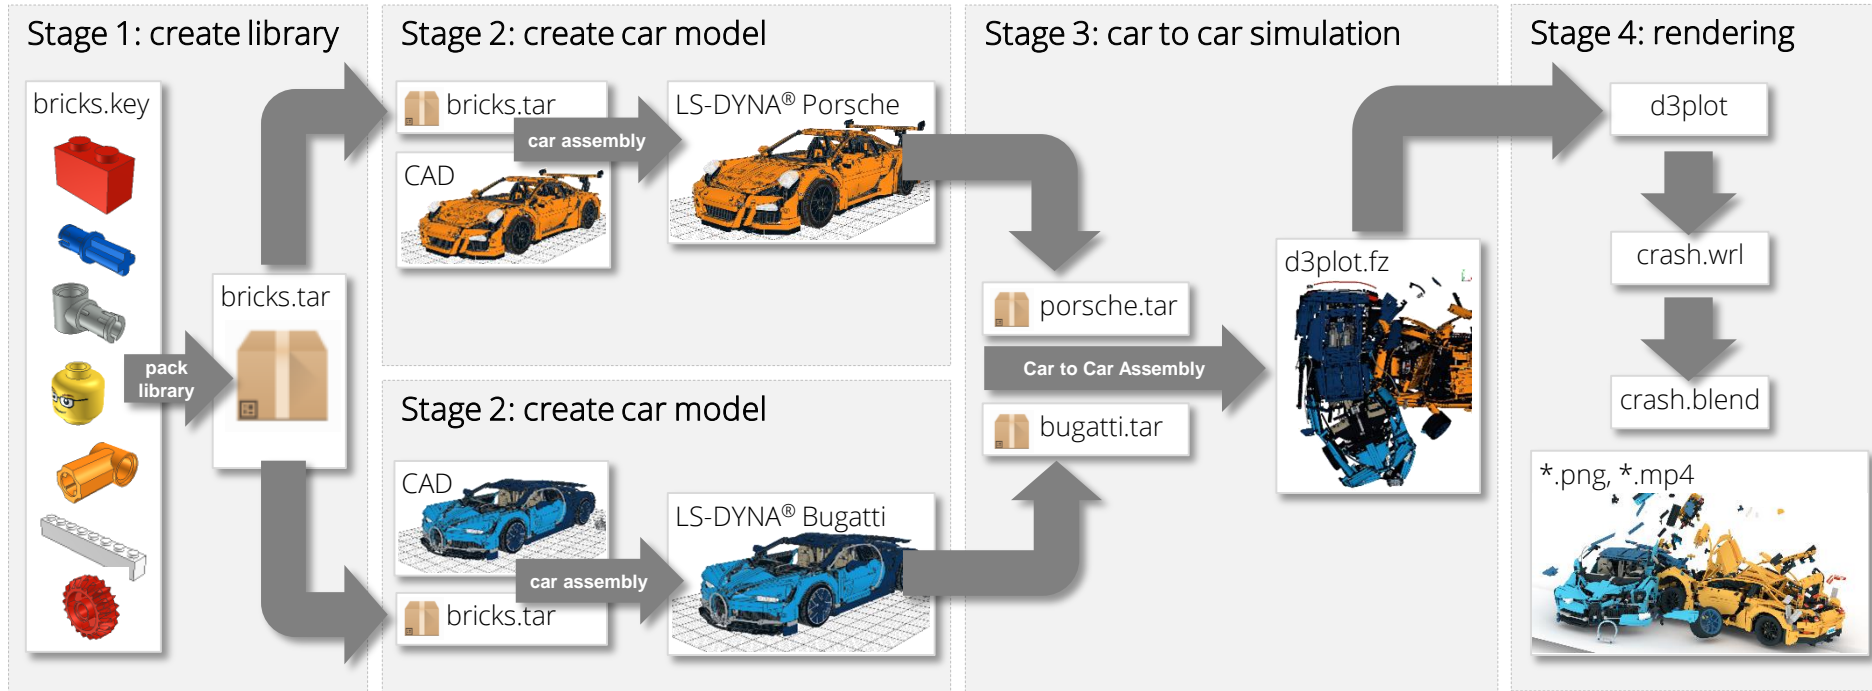 Stage 1: create library
bricks.key
pack
library
bricks.tar
Stage 2: create car model
bricks.tar
CAD
car assembly
LS-DYNA® Porsche
Stage 2: create car model
CAD
bricks.tar
car assembly
LS-DYNA® Bugatti
Stage 3: car to car simulation
porsche.tar
Car to Car Assembly
bugatti.tar
d3plot.fz
Stage 4: rendering
d3plot
crash.wrl
crash.blend
*.png, *.mp4